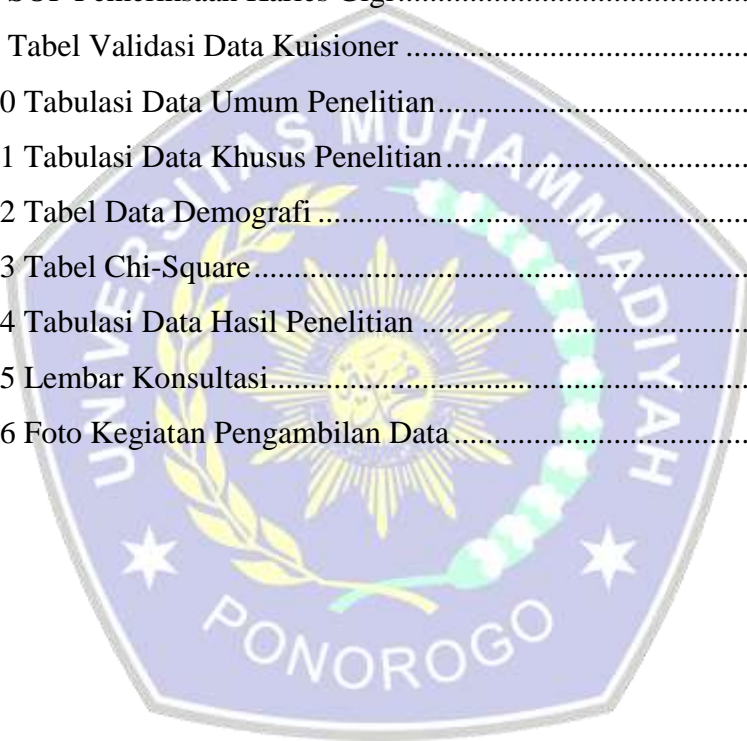 SOP Pemeriksaan Karies Gigi................................
Tabel Validasi Data Kuisioner ................................
0 Tabulasi Data Umum Penelitian................................
1 Tabulasi Data Khusus Penelitian................................
2 Tabel Data Demografi ................................
3 Tabel Chi-Square................................
4 Tabulasi Data Hasil Penelitian ................................
5 Lembar Konsultasi................................
6 Foto Kegiatan Pengambilan Data ................................
UNIVERSITAS MUHAMMADIYAH
PONOROGO